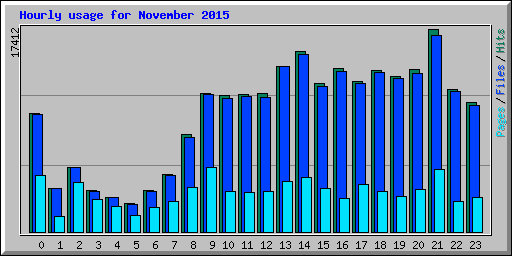 Hourly usage for November 2015
17412
Pages / Files / Hits
0 1 2 3 4 5 6 7 8 9 10 11 12 13 14 15 16 17 18 19 20 21 22 23